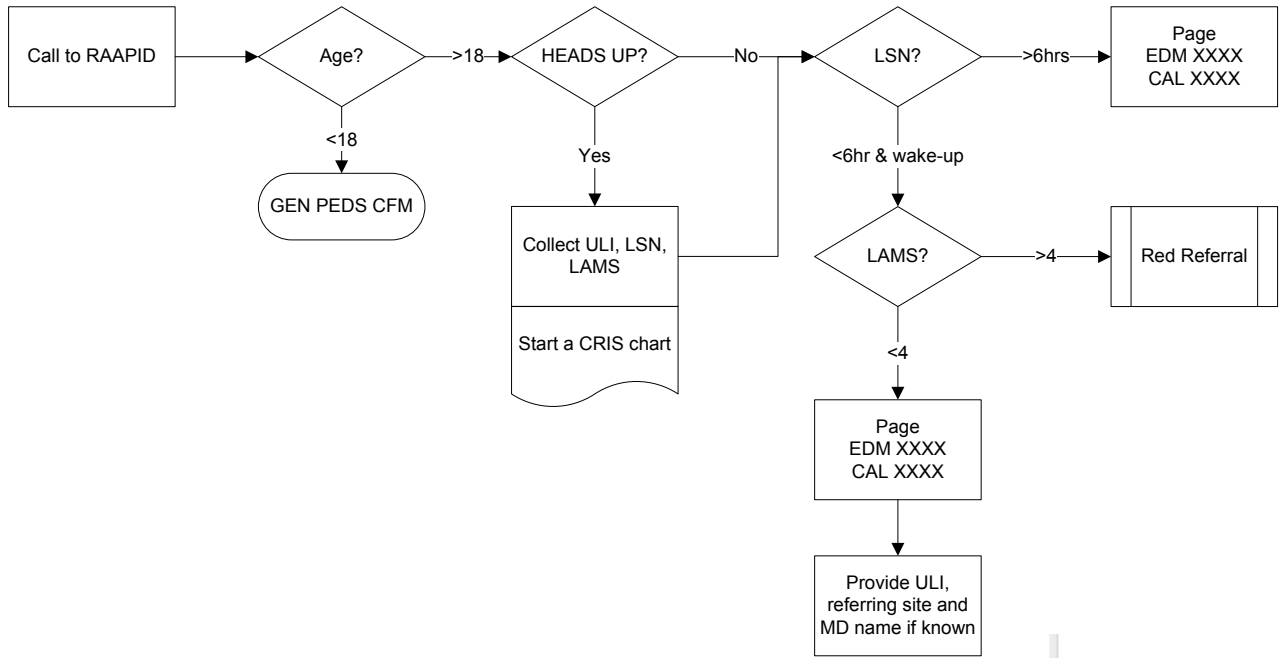 Call to RAAPID
Age?
>18
HEADS UP?
No
LSN?
>6hrs
Page
EDM XXXX
CAL XXXX
<18
GEN PEDS CFM
Yes
Collect ULI, LSN,
LAMS
Start a CRIS chart
<6hr & wake-up
LAMS?
>4
Red Referral
<4
Page
EDM XXXX
CAL XXXX
Provide ULI,
referring site and
MD name if known